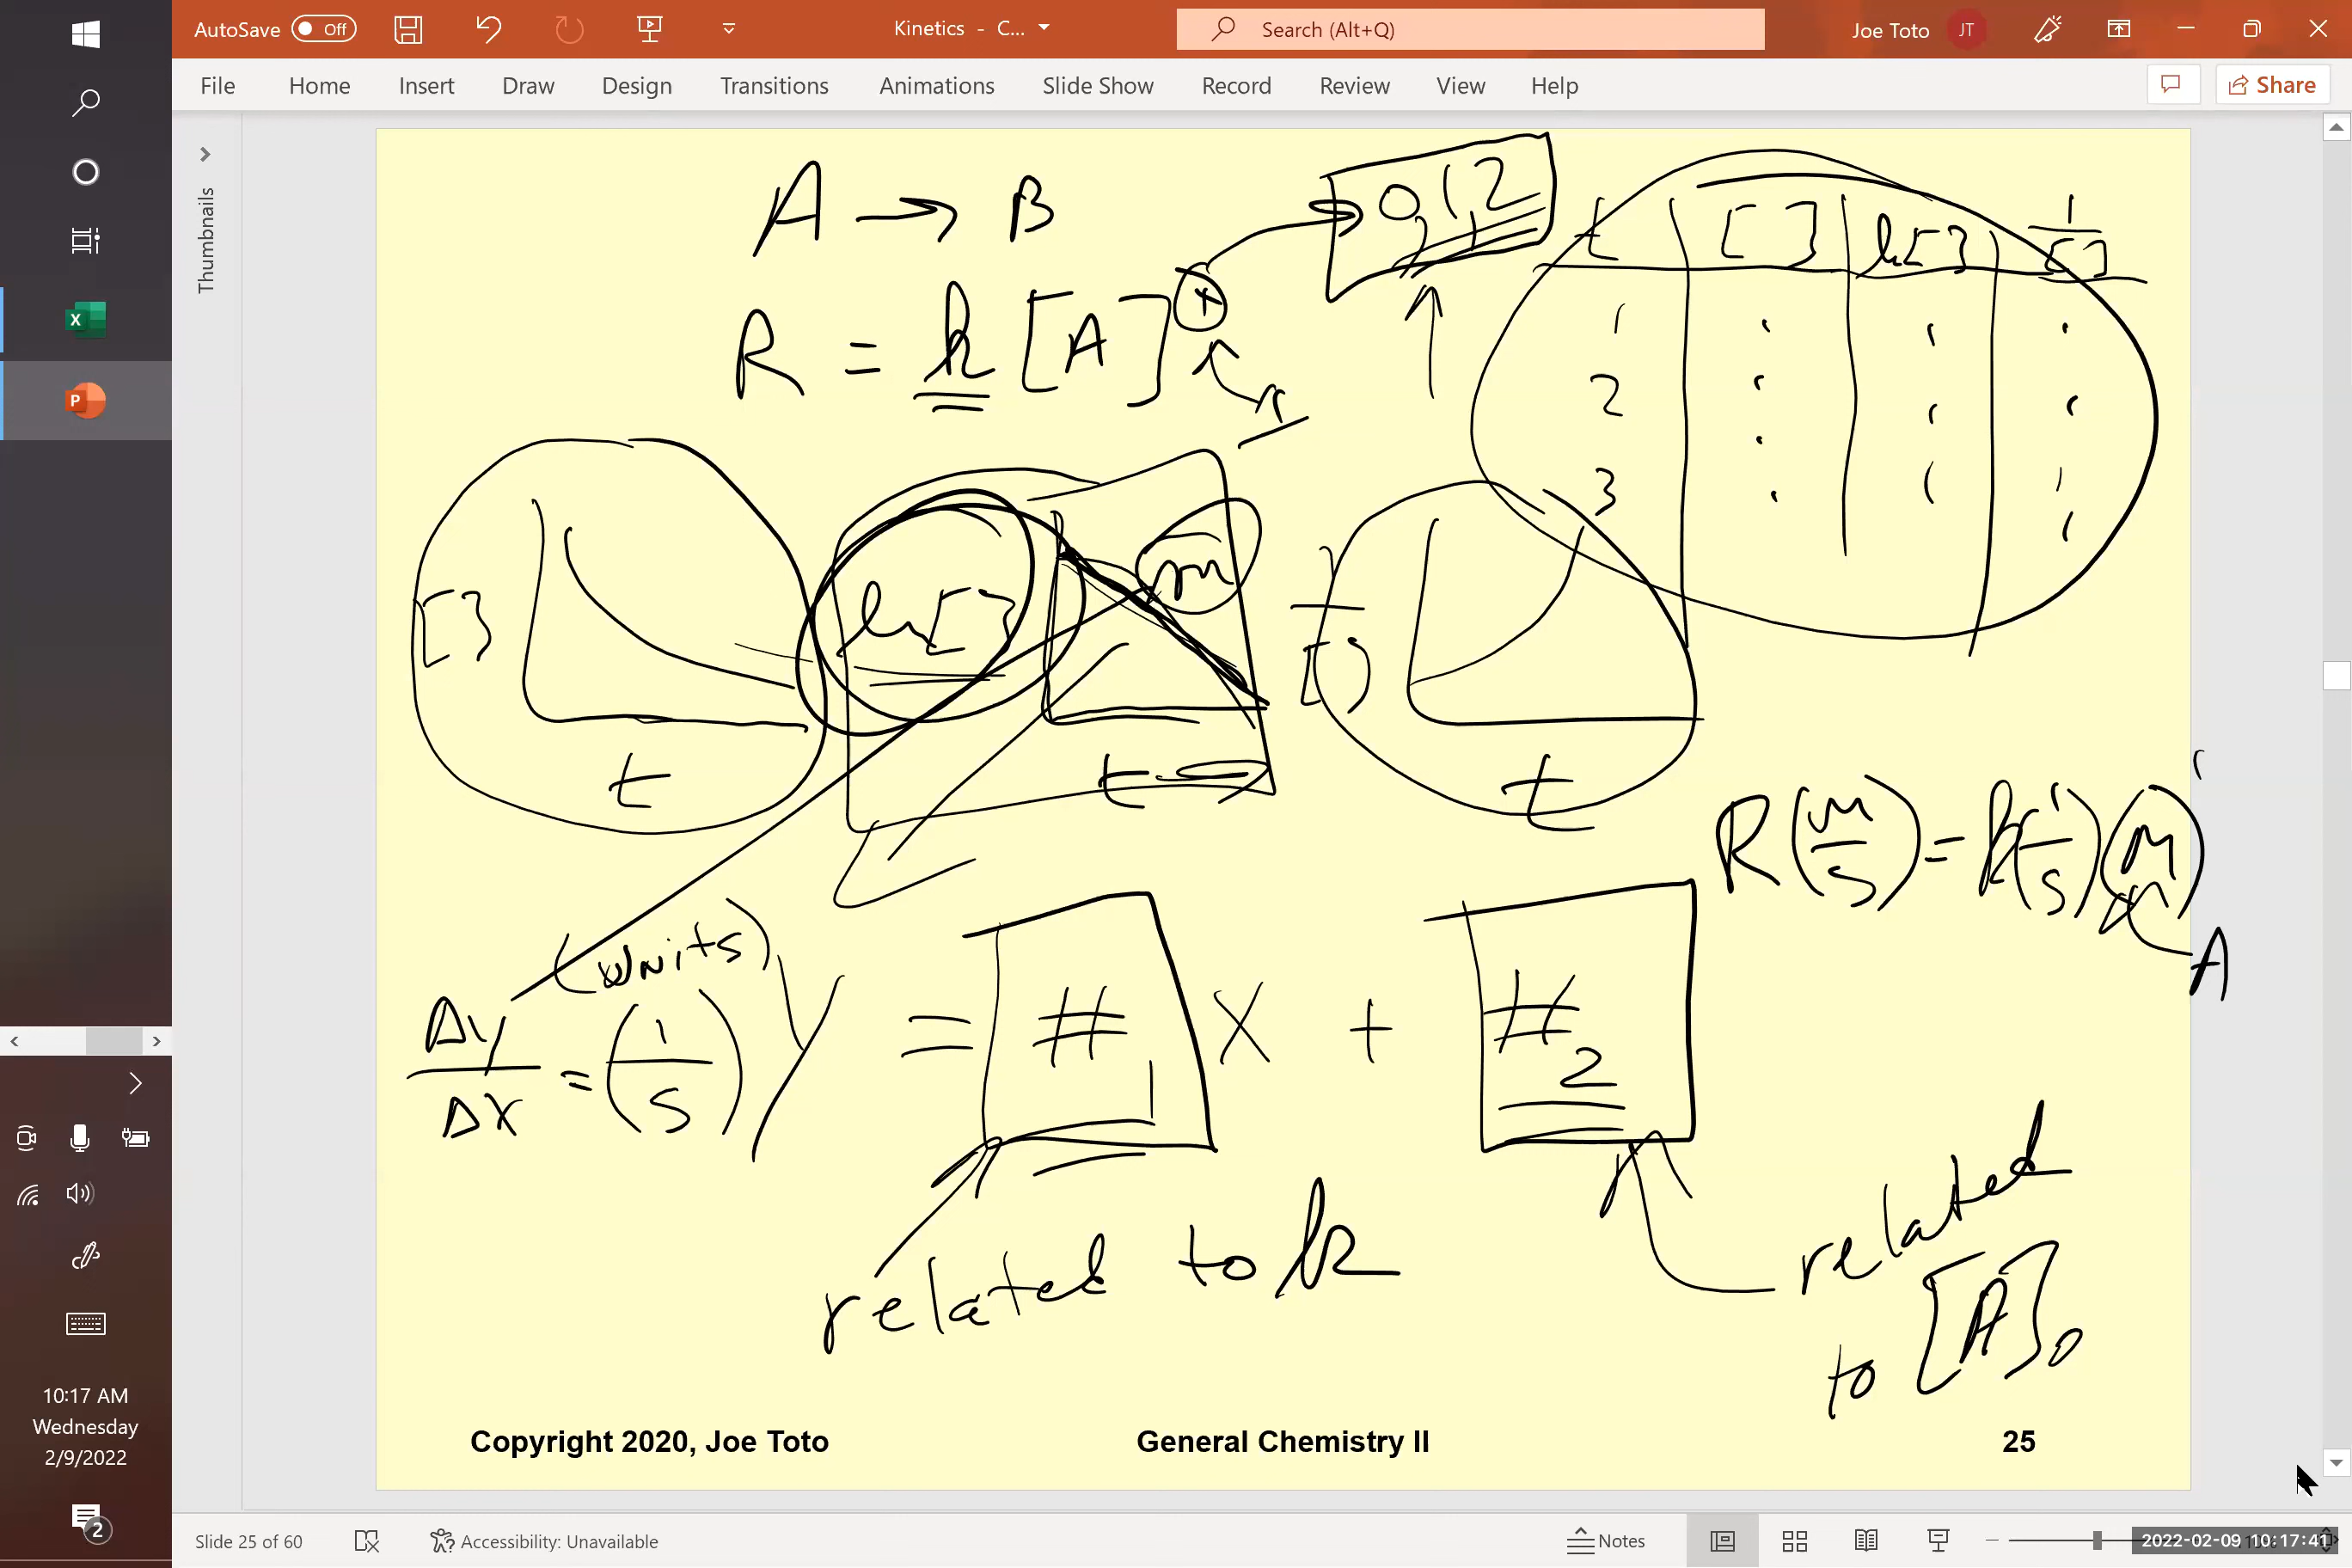 AutoSave Off Kinetics - C... Search (Alt+Q) Joe Toto JT
File Home Insert Draw Design Transitions Animations Slide Show Record Review View Help Share
Thumbnails
A → B
0, 1, 2
R = k [A]
t [ ] ln[ ] 1/[ ]
1
2
3
[ ] t
ln[ ] t
m
1/[ ] t
R (M/s) = k (1/s) (M)
A
(units)
Δy/Δx = (1/s)
Y = #1 X + #2
related to k
related
to [A]0
Copyright 2020, Joe Toto General Chemistry II 25
10:17 AM
Wednesday
2/9/2022
2
Slide 25 of 60 Accessibility: Unavailable Notes
2022-02-09 10:17:41